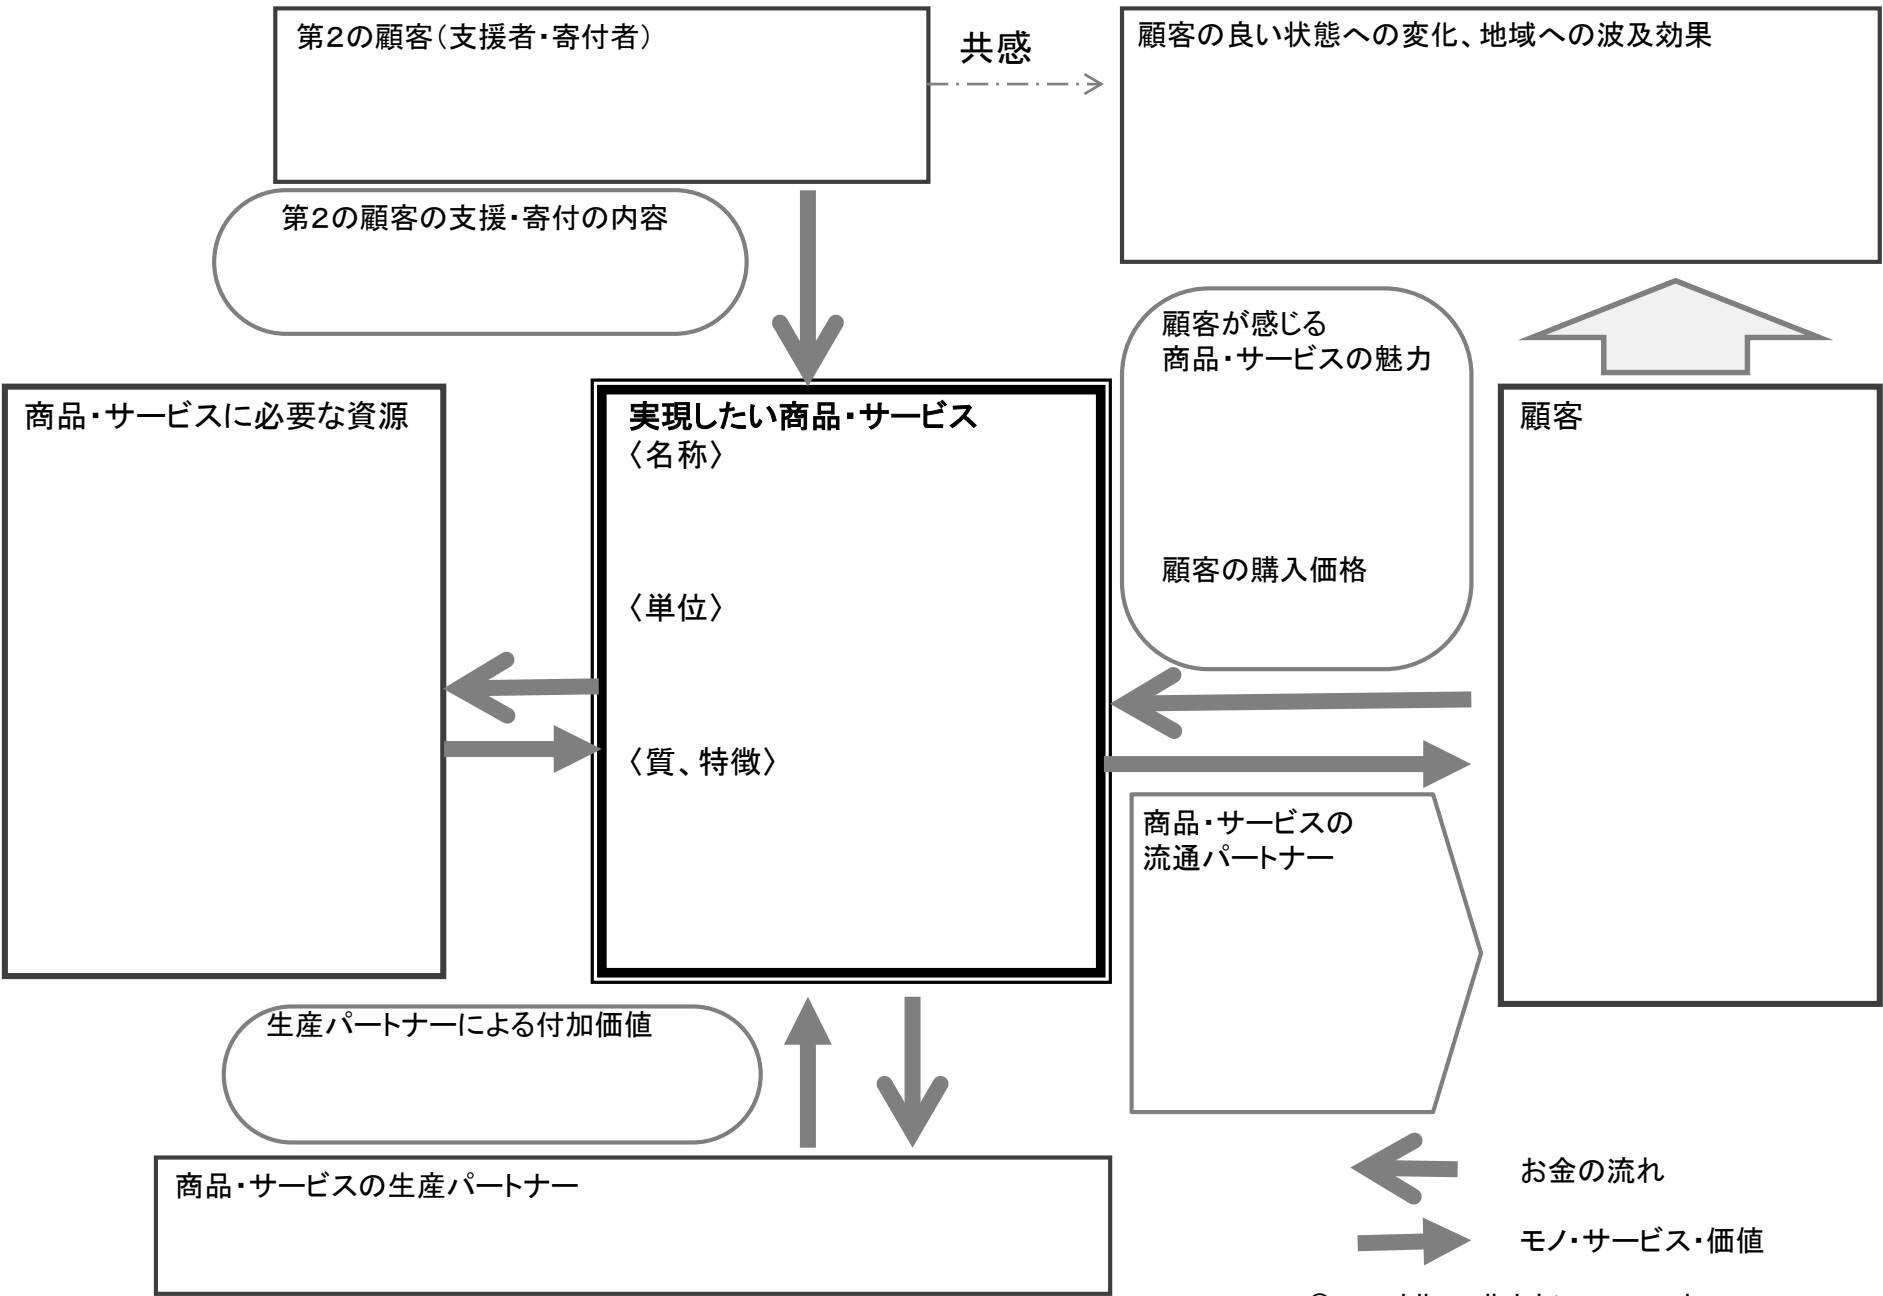 第２の顧客（支援者・寄付者）
共感
顧客の良い状態への変化、地域への波及効果
第２の顧客の支援・寄付の内容
顧客が感じる
商品・サービスの魅力
顧客の購入価格
商品・サービスに必要な資源
実現したい商品・サービス
〈名称〉
〈単位〉
〈質、特徴〉
顧客
商品・サービスの
流通パートナー
生産パートナーによる付加価値
商品・サービスの生産パートナー
お金の流れ
モノ・サービス・価値